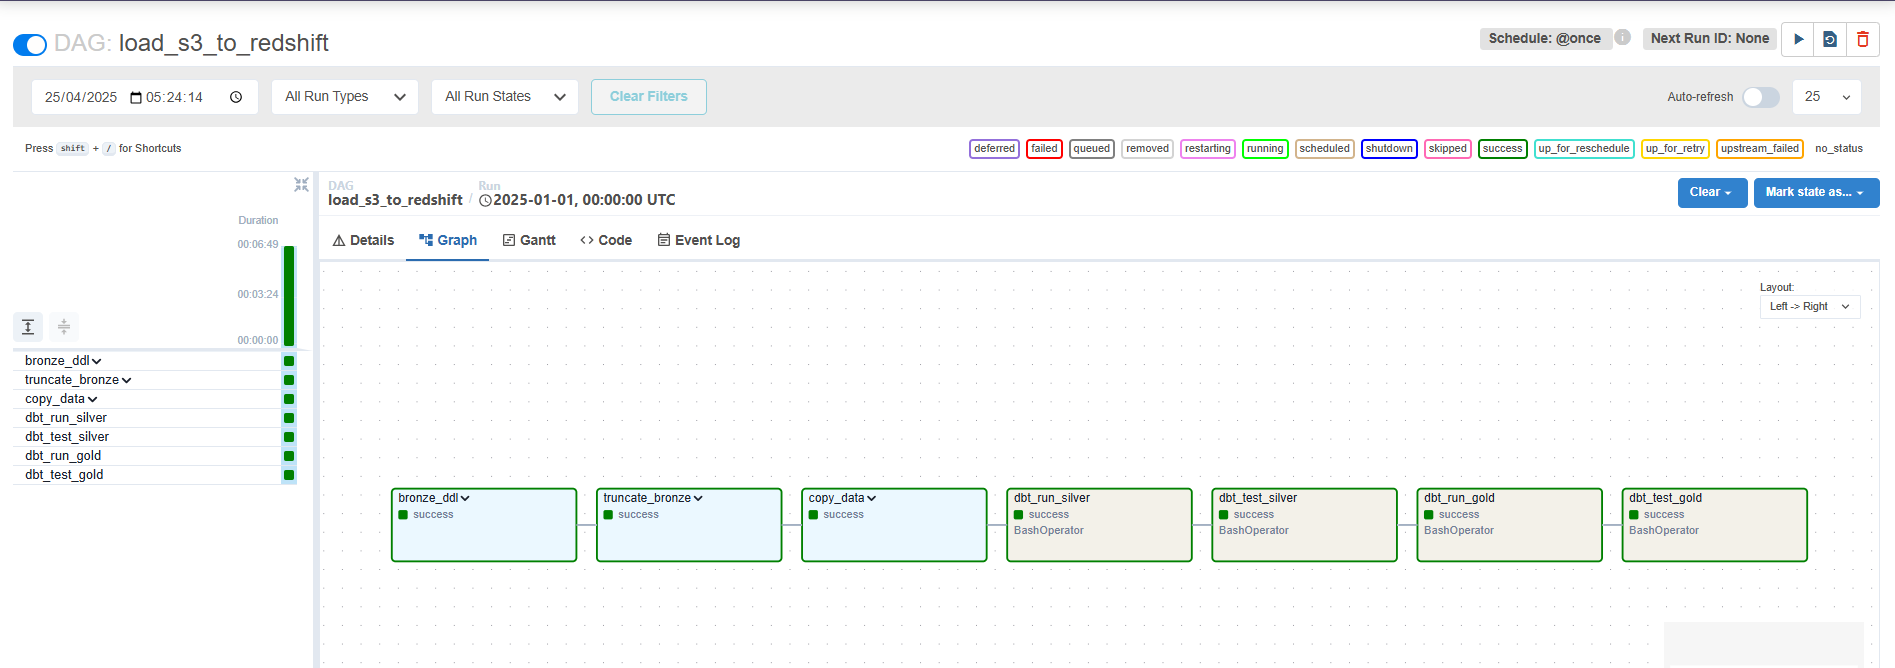 DAG: load_s3_to_redshift
Schedule: @once
Next Run ID: None
25/04/2025 05:24:14
All Run Types
All Run States
Clear Filters
Auto-refresh
25
Press shift + / for Shortcuts
deferred failed queued removed restarting running scheduled shutdown skipped success up_for_reschedule up_for_retry upstream_failed no_status
DAG
load_s3_to_redshift
/
Run
2025-01-01, 00:00:00 UTC
Clear
Mark state as...
Details
Graph
Gantt
Code
Event Log
Duration
00:06:49
00:03:24
00:00:00
bronze_ddl
truncate_bronze
copy_data
dbt_run_silver
dbt_test_silver
dbt_run_gold
dbt_test_gold
Layout:
Left -> Right
bronze_ddl
success
truncate_bronze
success
copy_data
success
dbt_run_silver
success
BashOperator
dbt_test_silver
success
BashOperator
dbt_run_gold
success
BashOperator
dbt_test_gold
success
BashOperator